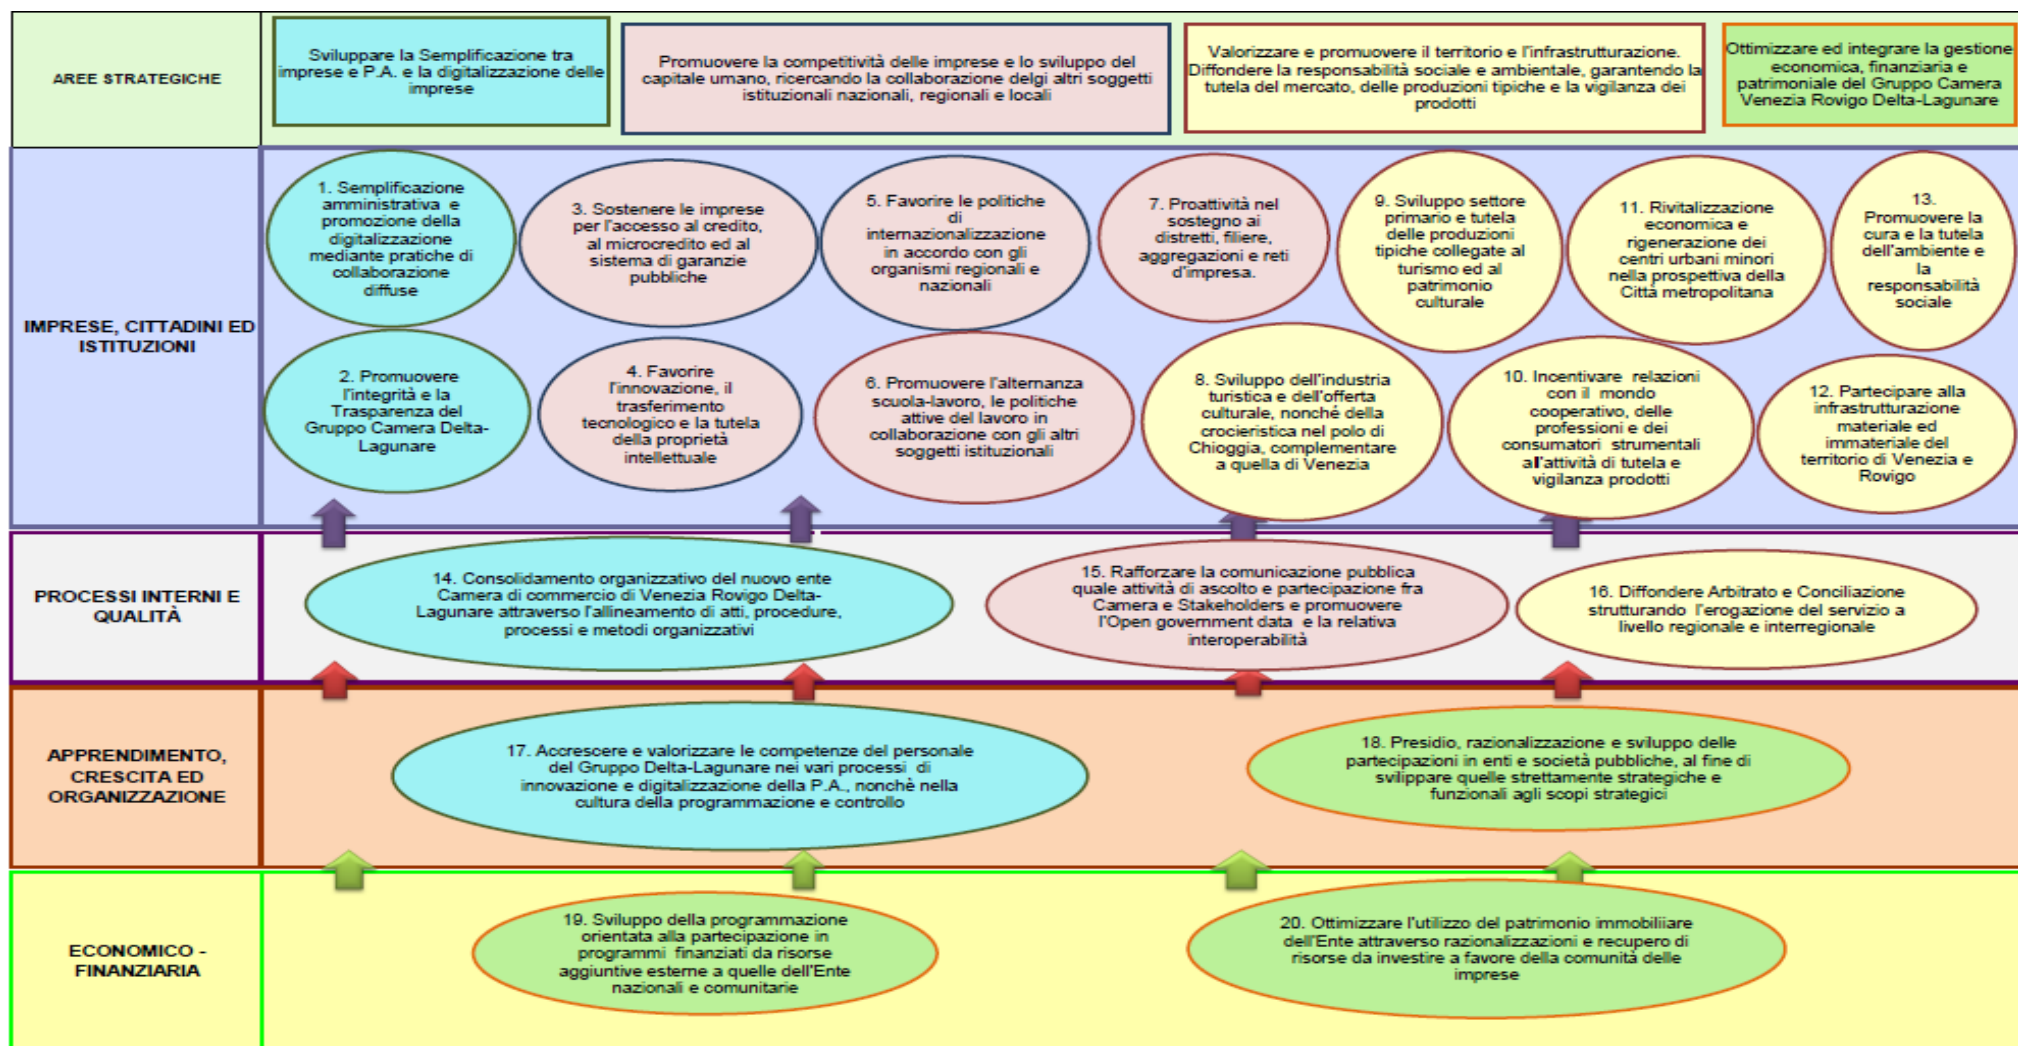 AREE STRATEGICHE
Sviluppare la Semplificazione tra
imprese e P.A. e la digitalizzazione delle
imprese
Promuovere la competitività delle imprese e lo sviluppo del
capitale umano, ricercando la collaborazione delgi altri soggetti
istituzionali nazionali, regionali e locali
Valorizzare e promuovere il territorio e l'infrastrutturazione.
Diffondere la responsabilità sociale e ambientale, garantendo la
tutela del mercato, delle produzioni tipiche e la vigilanza dei
prodotti
Ottimizzare ed integrare la gestione
economica, finanziaria e
patrimoniale del Gruppo Camera
Venezia Rovigo Delta-Lagunare
IMPRESE, CITTADINI ED
ISTITUZIONI
1. Semplificazione
amministrativa e
promozione della
digitalizzazione
mediante pratiche di
collaborazione
diffuse
3. Sostenere le imprese
per l'accesso al credito,
al microcredito ed al
sistema di garanzie
pubbliche
5. Favorire le politiche
di
internazionalizzazione
in accordo con gli
organismi regionali e
nazionali
7. Proattività nel
sostegno ai
distretti, filiere,
aggregazioni e reti
d'impresa.
9. Sviluppo settore
primario e tutela
delle produzioni
tipiche collegate al
turismo ed al
patrimonio
culturale
11. Rivitalizzazione
economica e
rigenerazione dei
centri urbani minori
nella prospettiva della
Città metropolitana
13.
Promuovere la
cura e la tutela
dell'ambiente e
la
responsabilità
sociale
2. Promuovere
l'integrità e la
Trasparenza del
Gruppo Camera Delta-
Lagunare
4. Favorire
l'innovazione, il
trasferimento
tecnologico e la tutela
della proprietà
intellettuale
6. Promuovere l'alternanza
scuola-lavoro, le politiche
attive del lavoro in
collaborazione con gli altri
soggetti istituzionali
8. Sviluppo dell'industria
turistica e dell'offerta
culturale, nonché della
crocieristica nel polo di
Chioggia, complementare
a quella di Venezia
10. Incentivare relazioni
con il mondo
cooperativo, delle
professioni e dei
consumatori strumentali
all'attività di tutela e
vigilanza prodotti
12. Partecipare alla
infrastrutturazione
materiale ed
immateriale del
territorio di Venezia e
Rovigo
PROCESSI INTERNI E
QUALITÀ
14. Consolidamento organizzativo del nuovo ente
Camera di commercio di Venezia Rovigo Delta-
Lagunare attraverso l'allineamento di atti, procedure,
processi e metodi organizzativi
15. Rafforzare la comunicazione pubblica
quale attività di ascolto e partecipazione fra
Camera e Stakeholders e promuovere
l'Open government data e la relativa
interoperabilità
16. Diffondere Arbitrato e Conciliazione
strutturando l'erogazione del servizio a
livello regionale e interregionale
APPRENDIMENTO,
CRESCITA ED
ORGANIZZAZIONE
17. Accrescere e valorizzare le competenze del personale
del Gruppo Delta-Lagunare nei vari processi di
innovazione e digitalizzazione della P.A., nonchè nella
cultura della programmazione e controllo
18. Presidio, razionalizzazione e sviluppo delle
partecipazioni in enti e società pubbliche, al fine di
sviluppare quelle strettamente strategiche e
funzionali agli scopi strategici
ECONOMICO -
FINANZIARIA
19. Sviluppo della programmazione
orientata alla partecipazione in
programmi finanziati da risorse
aggiuntive esterne a quelle dell'Ente
nazionali e comunitarie
20. Ottimizzare l'utilizzo del patrimonio immobiliiare
dell'Ente attraverso razionalizzazioni e recupero di
risorse da investire a favore della comunità delle
imprese